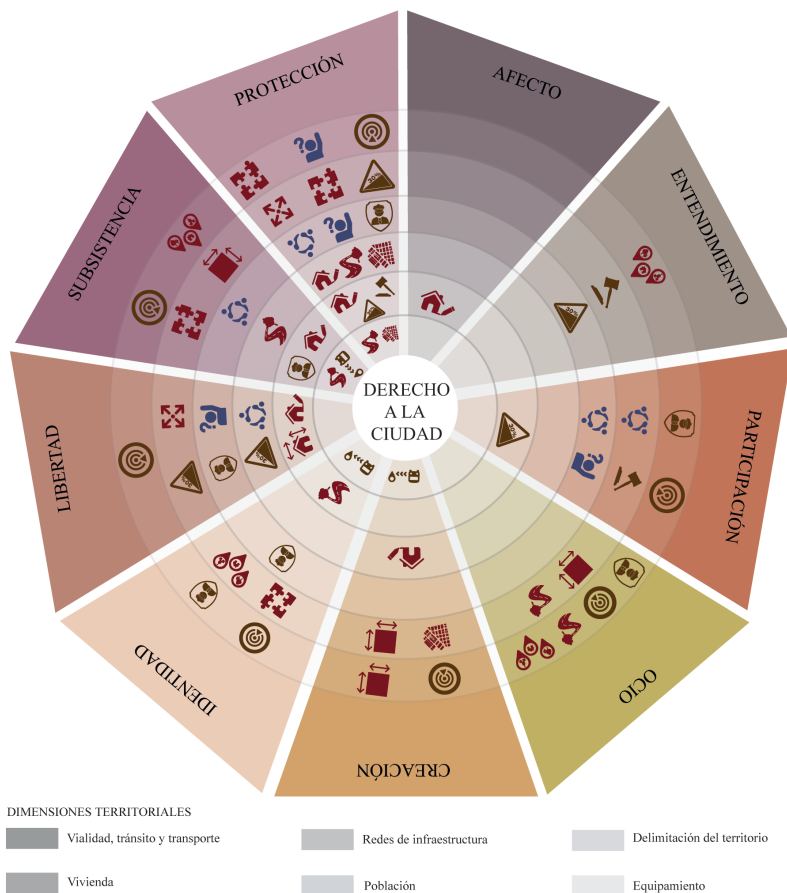 PROTECCIÓN
AFECTO
ENTENDIMIENTO
SUBSISTENCIA
DERECHO
A LA
CIUDAD
LIBERTAD
PARTICIPACIÓN
IDENTIDAD
CREACIÓN
OCIO
DIMENSIONES TERRITORIALES
Vialidad, tránsito y transporte
Redes de infraestructura
Delimitación del territorio
Vivienda
Población
Equipamiento